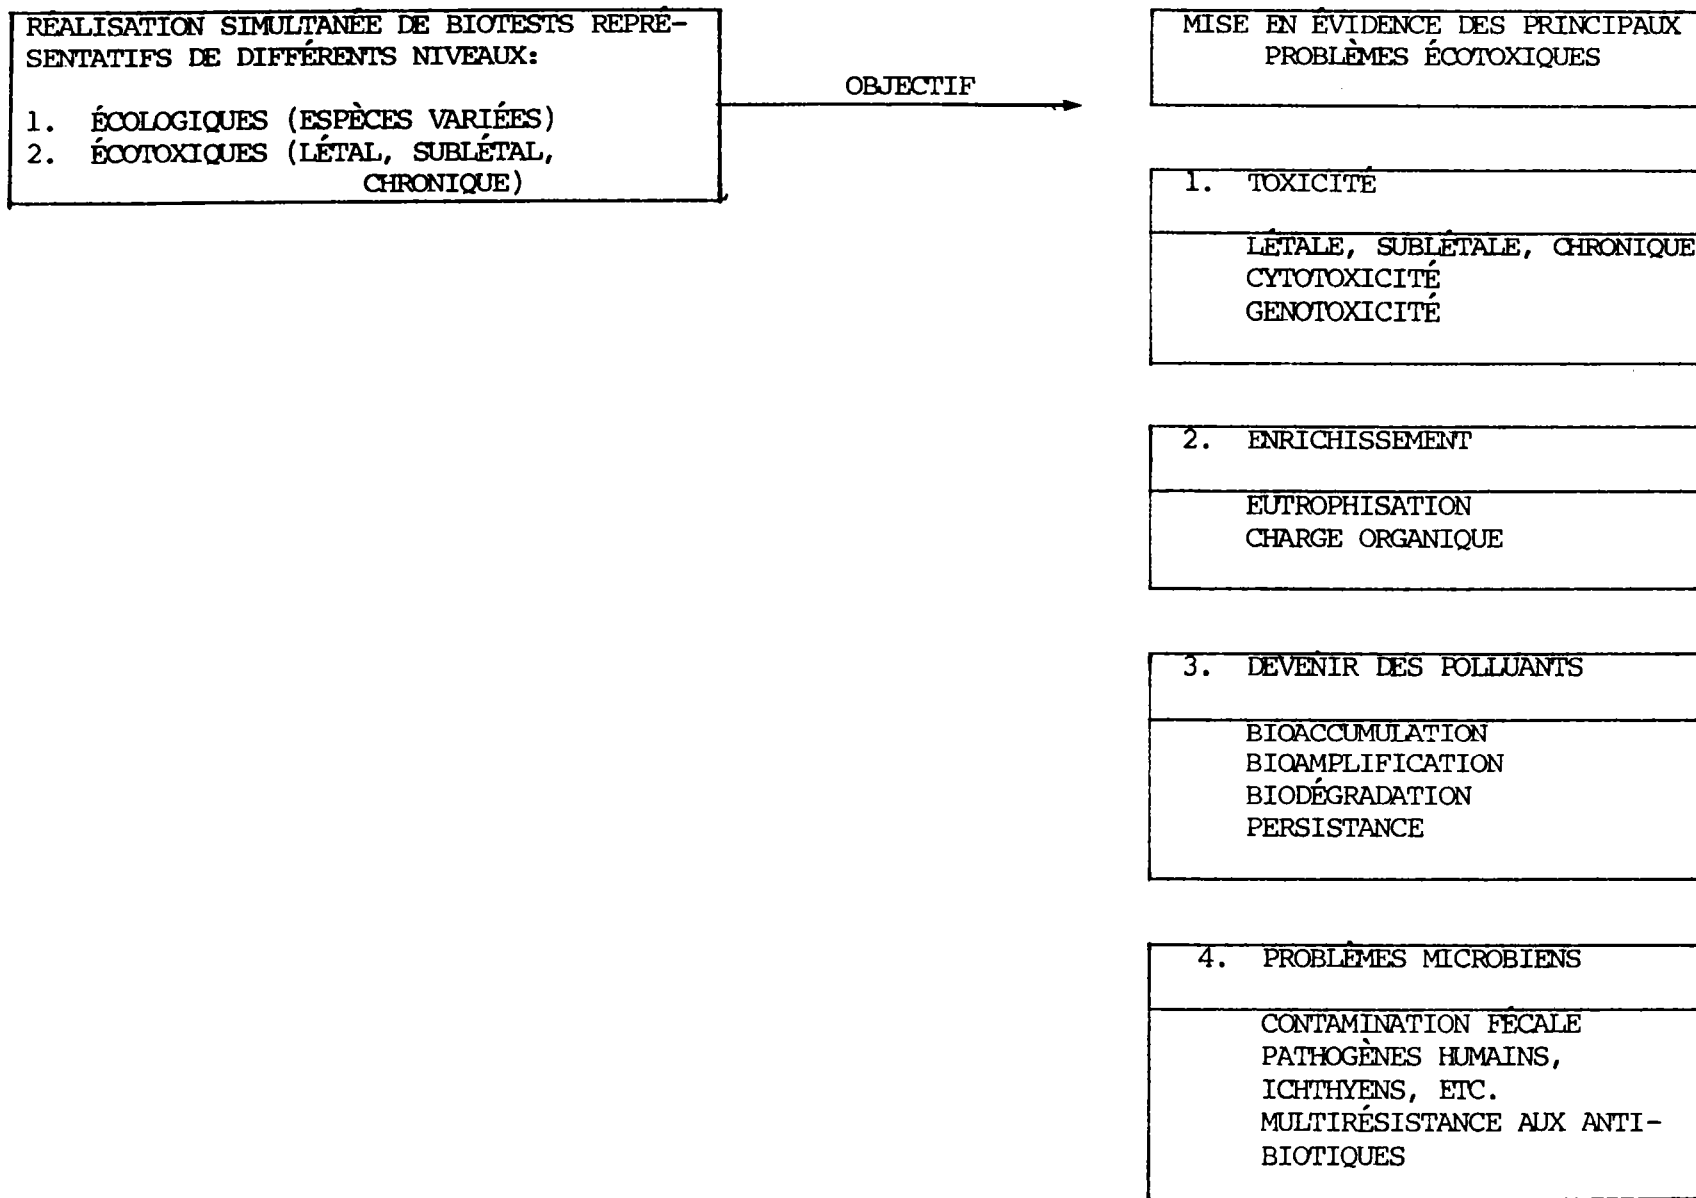 RÉALISATION SIMULTANÉE DE BIOTESTS REPRÉ-
SENTATIFS DE DIFFÉRENTS NIVEAUX:
1. ÉCOLOGIQUES (ESPÈCES VARIÉES)
2. ÉCOTOXIQUES (LÉTAL, SUBLÉTAL,
CHRONIQUE)
OBJECTIF
MISE EN ÉVIDENCE DES PRINCIPAUX
PROBLÈMES ÉCOTOXIQUES
1. TOXICITÉ
LÉTALE, SUBLÉTALE, CHRONIQUE
CYTOTOXICITÉ
GENOTOXICITÉ
2. ENRICHISSEMENT
EUTROPHISATION
CHARGE ORGANIQUE
3. DEVENIR DES POLLUANTS
BIOACCUMULATION
BIOAMPLIFICATION
BIODÉGRADATION
PERSISTANCE
4. PROBLÈMES MICROBIENS
CONTAMINATION FÉCALE
PATHOGÈNES HUMAINS,
ICHTHYENS, ETC.
MULTIRÉSISTANCE AUX ANTI-
BIOTIQUES